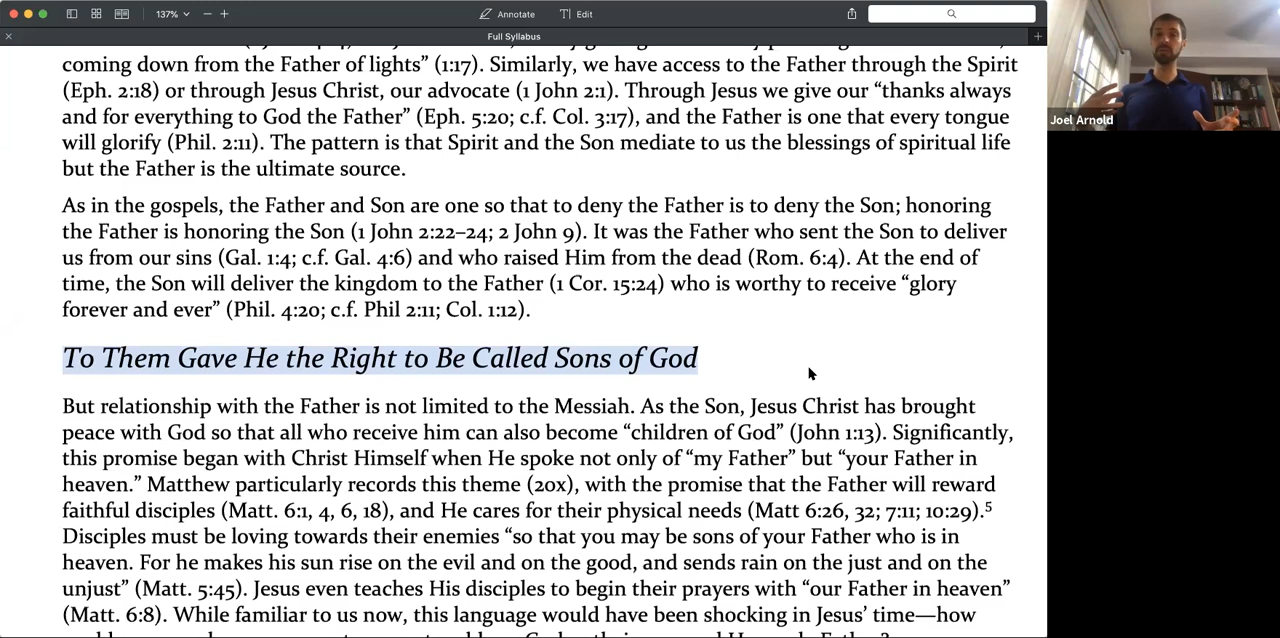 137%
Annotate
Edit
Full Syllabus
coming down from the Father of lights” (1:17). Similarly, we have access to the Father through the Spirit
(Eph. 2:18) or through Jesus Christ, our advocate (1 John 2:1). Through Jesus we give our “thanks always
and for everything to God the Father” (Eph. 5:20; c.f. Col. 3:17), and the Father is one that every tongue
will glorify (Phil. 2:11). The pattern is that Spirit and the Son mediate to us the blessings of spiritual life
but the Father is the ultimate source.
As in the gospels, the Father and Son are one so that to deny the Father is to deny the Son; honoring
the Father is honoring the Son (1 John 2:22–24; 2 John 9). It was the Father who sent the Son to deliver
us from our sins (Gal. 1:4; c.f. Gal. 4:6) and who raised Him from the dead (Rom. 6:4). At the end of
time, the Son will deliver the kingdom to the Father (1 Cor. 15:24) who is worthy to receive “glory
forever and ever” (Phil. 4:20; c.f. Phil 2:11; Col. 1:12).
To Them Gave He the Right to Be Called Sons of God
But relationship with the Father is not limited to the Messiah. As the Son, Jesus Christ has brought
peace with God so that all who receive him can also become “children of God” (John 1:13). Significantly,
this promise began with Christ Himself when He spoke not only of “my Father” but “your Father in
heaven.” Matthew particularly records this theme (20x), with the promise that the Father will reward
faithful disciples (Matt. 6:1, 4, 6, 18), and He cares for their physical needs (Matt 6:26, 32; 7:11; 10:29).⁵
Disciples must be loving towards their enemies “so that you may be sons of your Father who is in
heaven. For he makes his sun rise on the evil and on the good, and sends rain on the just and on the
unjust” (Matt. 5:45). Jesus even teaches His disciples to begin their prayers with “our Father in heaven”
(Matt. 6:8). While familiar to us now, this language would have been shocking in Jesus’ time—how
Joel Arnold